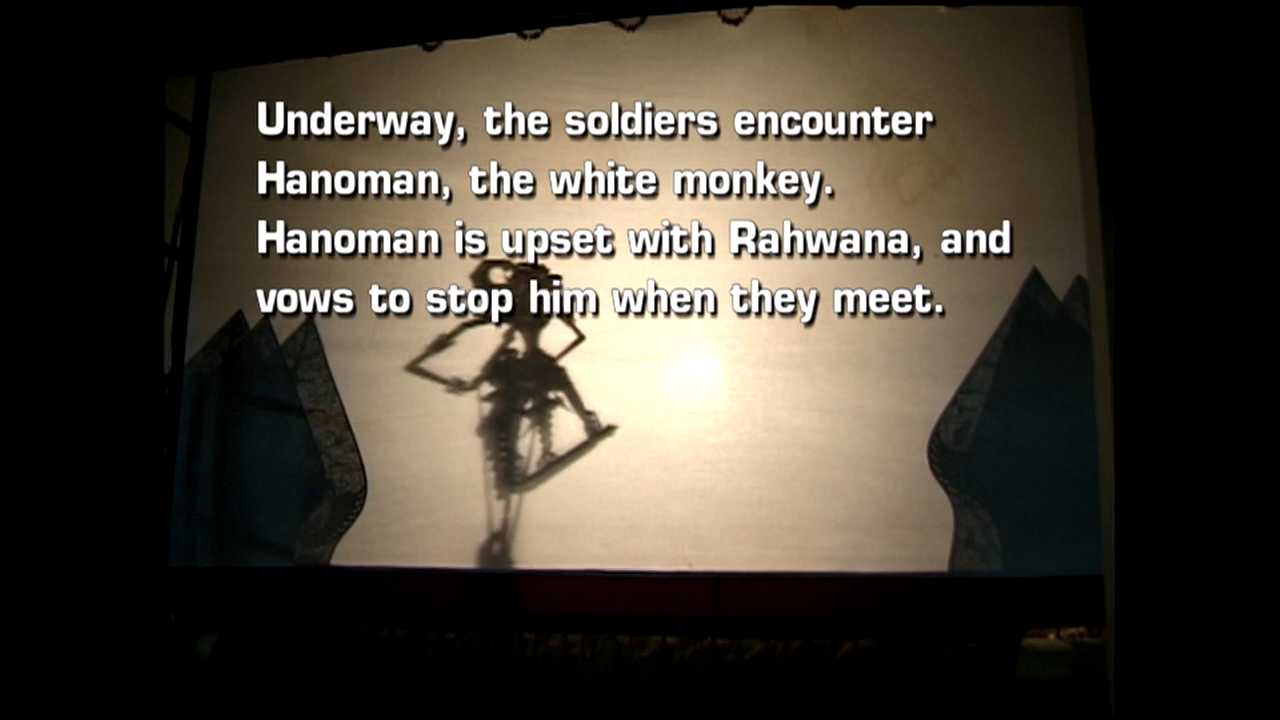 Underway, the soldiers encounter
Hanoman, the white monkey.
Hanoman is upset with Rahwana, and
vows to stop him when they meet.